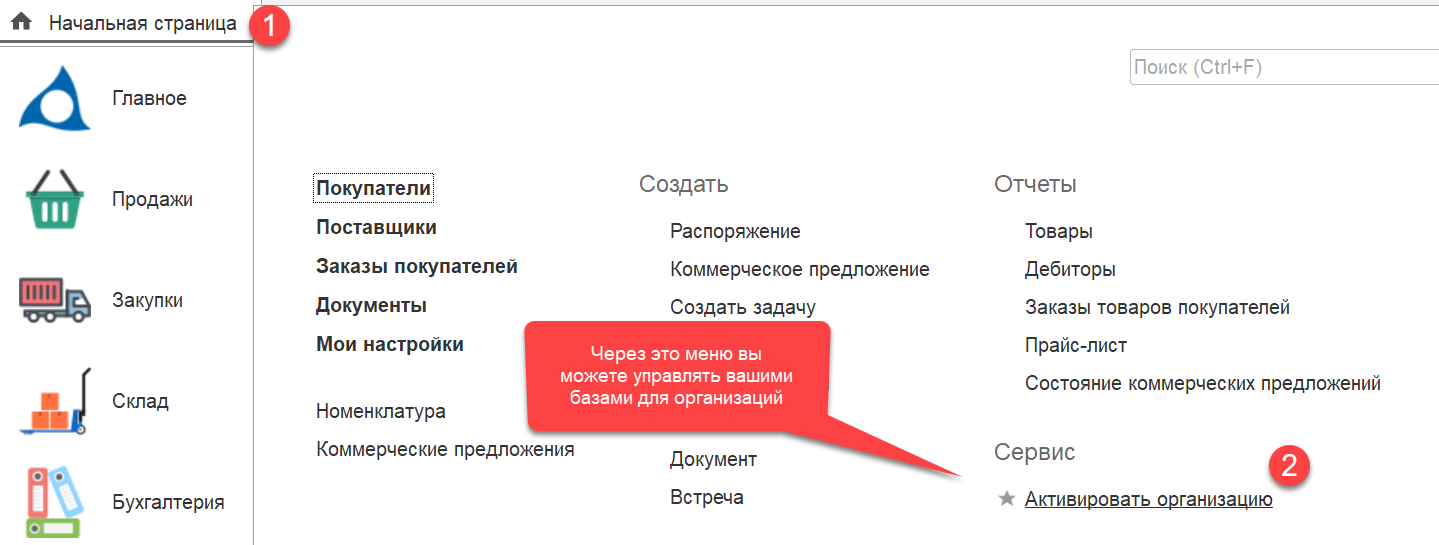 Начальная страница
1
Поиск (Ctrl+F)
Главное
Продажи
Закупки
Склад
Бухгалтерия
Покупатели
Поставщики
Заказы покупателей
Документы
Мои настройки
Номенклатура
Коммерческие предложения
Создать
Распоряжение
Коммерческое предложение
Создать задачу
Через это меню вы
можете управлять вашими
базами для организаций
Документ
Встреча
Отчеты
Товары
Дебиторы
Заказы товаров покупателей
Прайс-лист
Состояние коммерческих предложений
Сервис
2
Активировать организацию